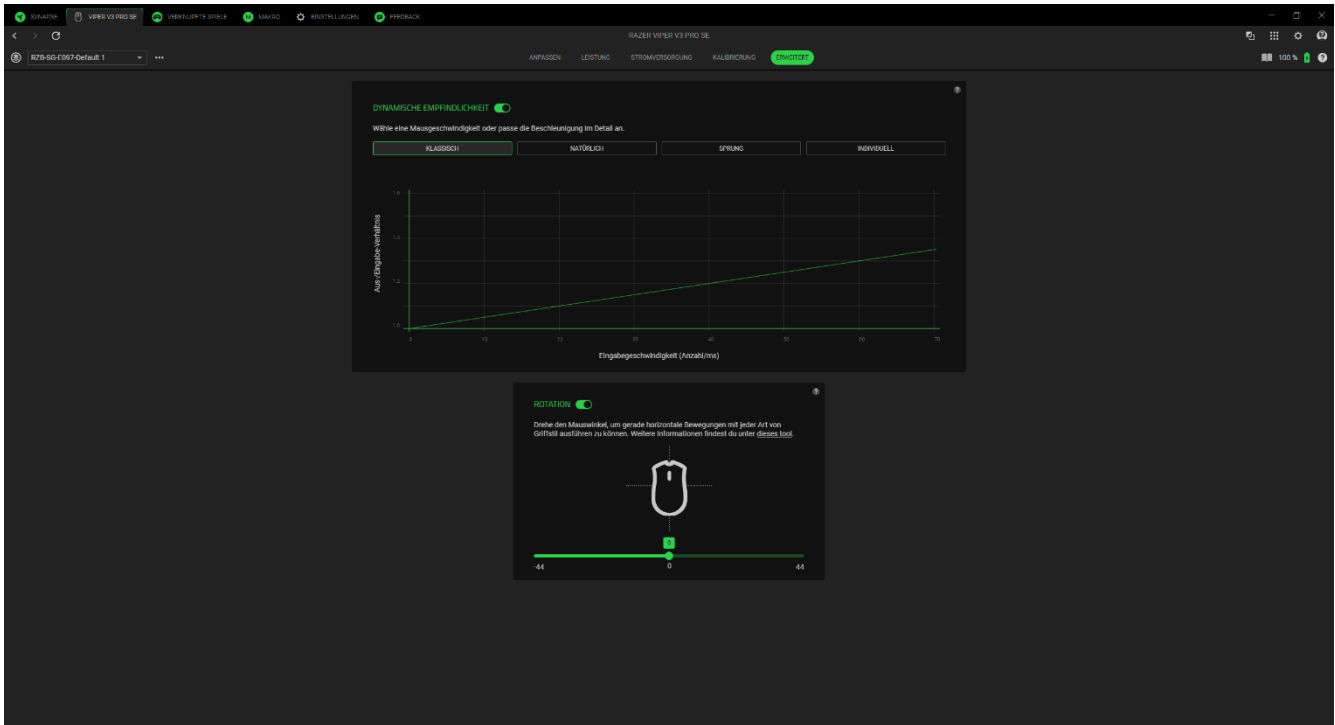 SYNAPSE VIPER V3 PRO SE VERKNÜPFTE SPIELE MAKRO EINSTELLUNGEN FEEDBACK
RAZER VIPER V3 PRO SE
RZB-SG-E097-Default 1 ANPASSEN LEISTUNG STROMVERSORGUNG KALIBRIERUNG ERWEITERT 100 %
DYNAMISCHE EMPFINDLICHKEIT
Wähle eine Mausgeschwindigkeit oder passe die Beschleunigung im Detail an.
KLASSISCH NATÜRLICH SPRUNG INDIVIDUELL
Aus-/Eingabe-Verhältnis
1.6
1.4
1.2
1.0
0 10 20 30 40 50 60 70
Eingabegeschwindigkeit (Anzahl/ms)
ROTATION
Drehe den Mauswinkel, um gerade horizontale Bewegungen mit jeder Art von
Griffstil ausführen zu können. Weitere Informationen findest du unter dieses tool.
0
-44 0 44